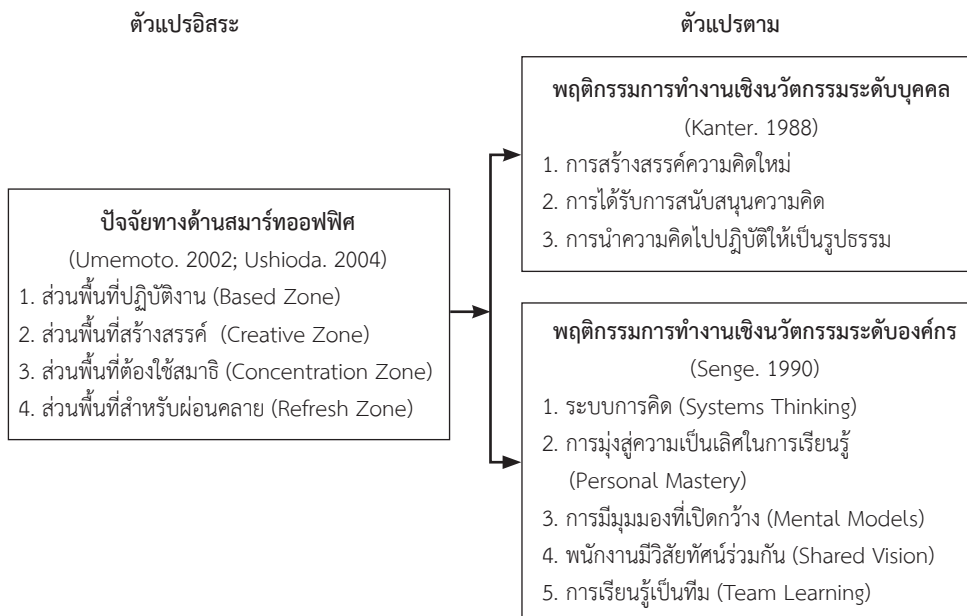 ตัวแปรอิสระ
ปัจจัยทางด้านสมาร์ทออฟฟิศ
(Umemoto. 2002; Ushioda. 2004)
1. ส่วนพื้นที่ปฏิบัติงาน (Based Zone)
2. ส่วนพื้นที่สร้างสรรค์ (Creative Zone)
3. ส่วนพื้นที่ต้องใช้สมาธิ (Concentration Zone)
4. ส่วนพื้นที่สำหรับผ่อนคลาย (Refresh Zone)
ตัวแปรตาม
พฤติกรรมการทำงานเชิงนวัตกรรมระดับบุคคล
(Kanter. 1988)
1. การสร้างสรรค์ความคิดใหม่
2. การได้รับการสนับสนุนความคิด
3. การนำความคิดไปปฎิบัติให้เป็นรูปธรรม
พฤติกรรมการทำงานเชิงนวัตกรรมระดับองค์กร
(Senge. 1990)
1. ระบบการคิด (Systems Thinking)
2. การมุ่งสู่ความเป็นเลิศในการเรียนรู้
(Personal Mastery)
3. การมีมุมมองที่เปิดกว้าง (Mental Models)
4. พนักงานมีวิสัยทัศน์ร่วมกัน (Shared Vision)
5. การเรียนรู้เป็นทีม (Team Learning)